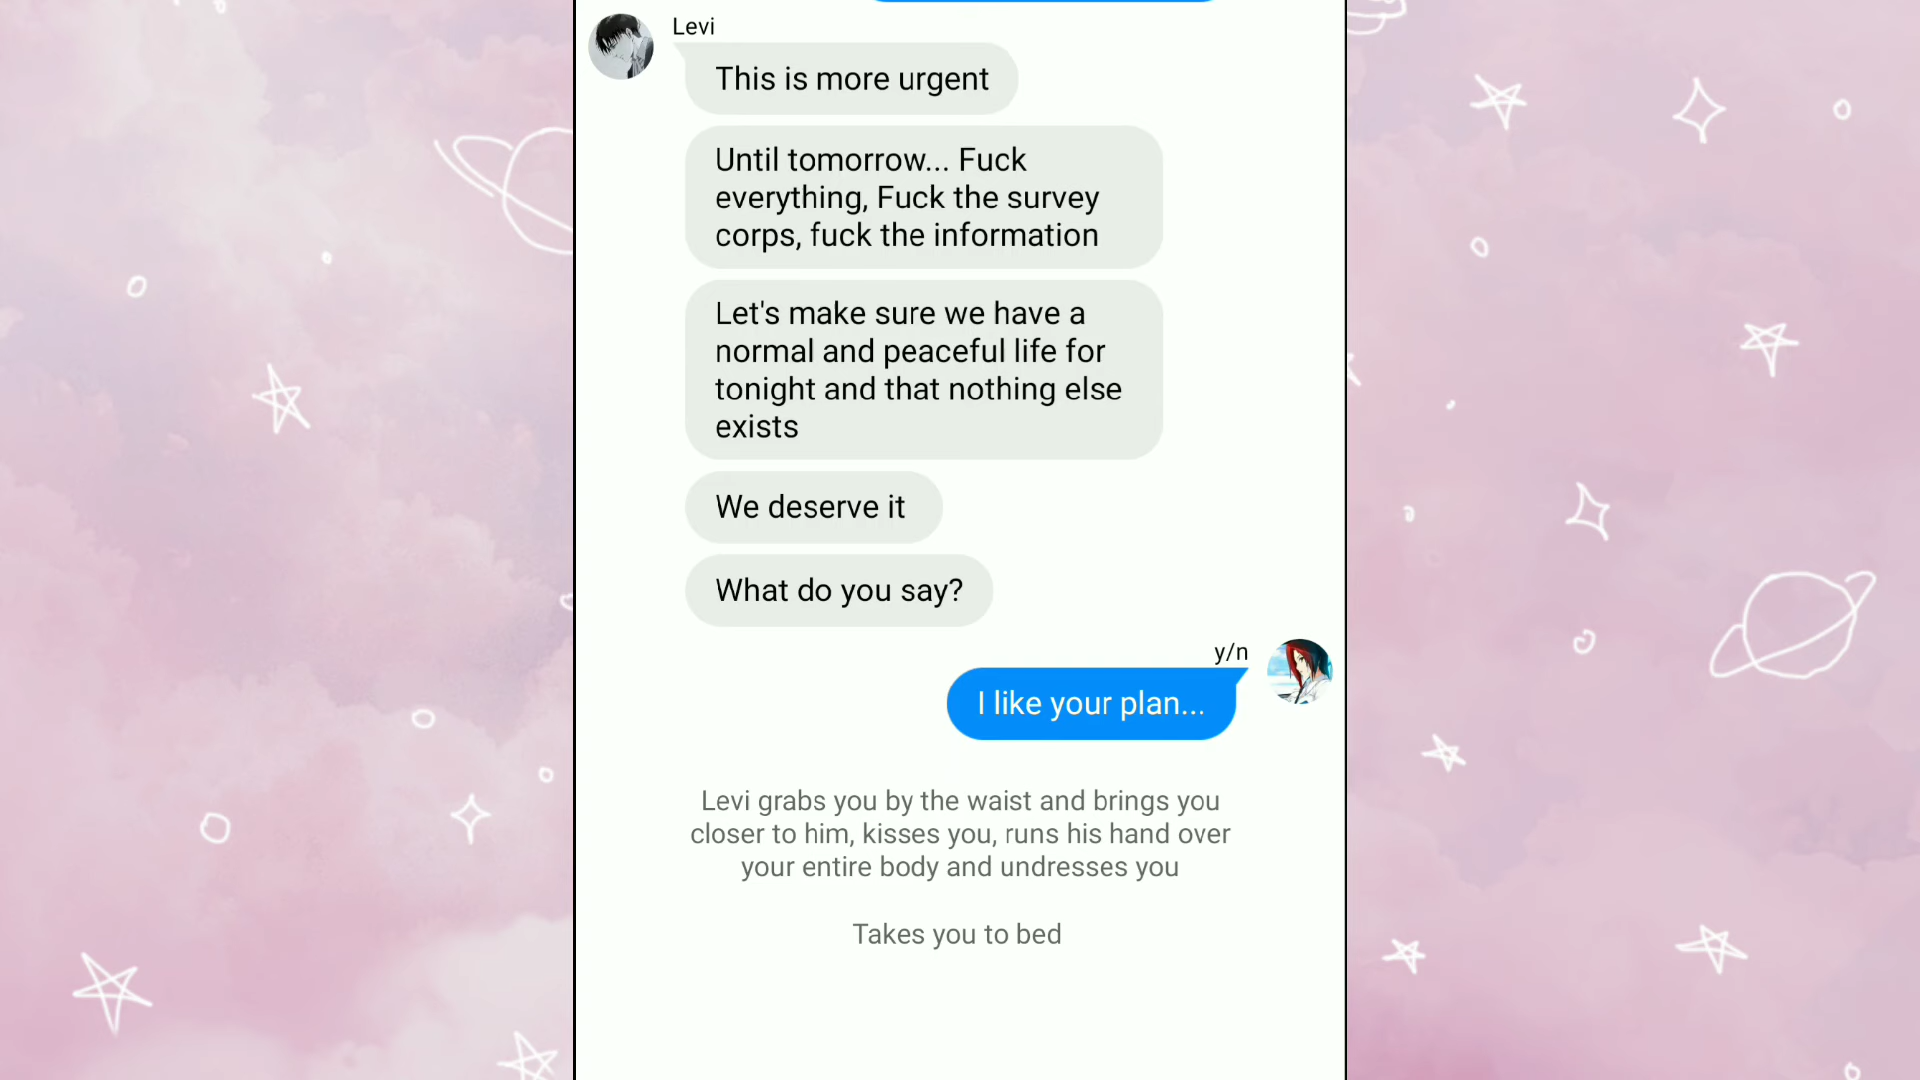 Levi
This is more urgent
Until tomorrow... Fuck
everything, Fuck the survey
corps, fuck the information
Let's make sure we have a
normal and peaceful life for
tonight and that nothing else
exists
We deserve it
What do you say?
y/n
I like your plan...
Levi grabs you by the waist and brings you
closer to him, kisses you, runs his hand over
your entire body and undresses you
Takes you to bed